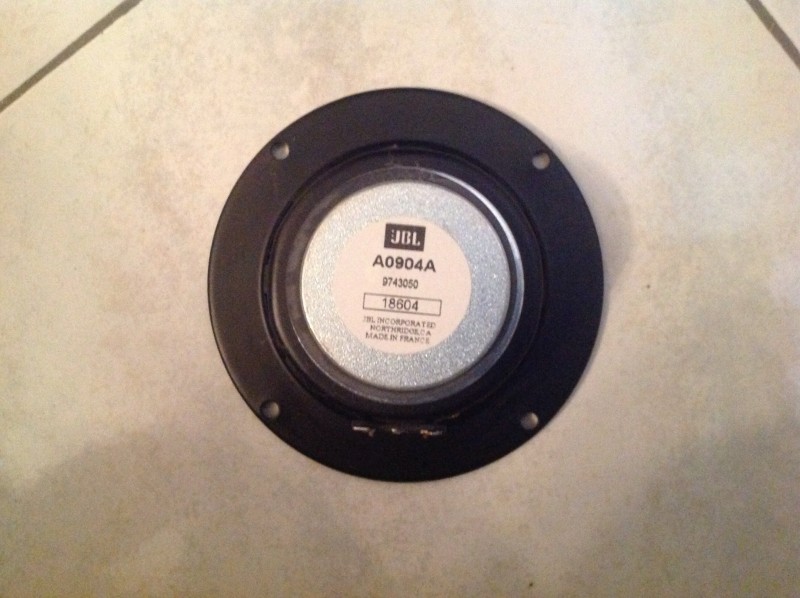 JBL
A0904A
9743050
18604
JBL INCORPORATED
NORTHRIDGE,CA
MADE IN FRANCE